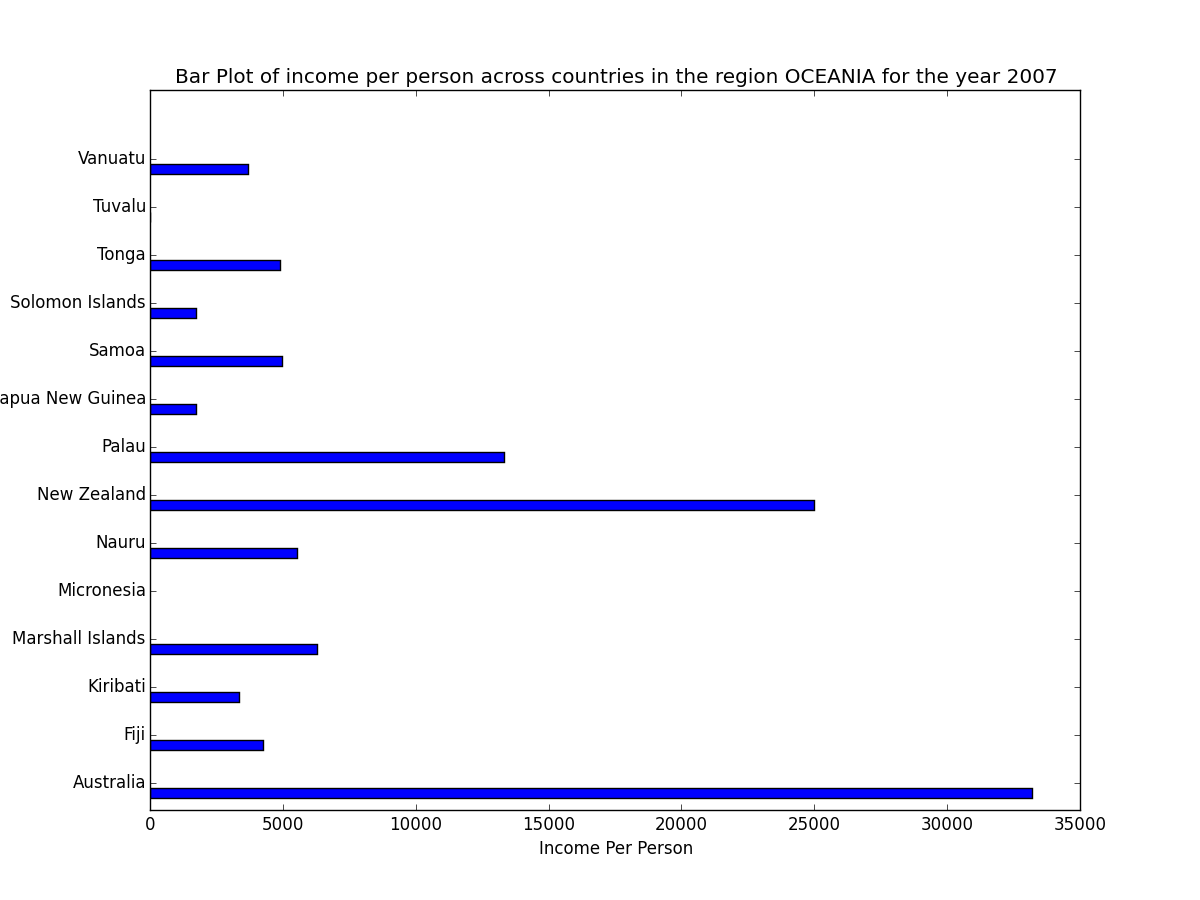 Bar Plot of income per person across countries in the region OCEANIA for the year 2007
Vanuatu
Tuvalu
Tonga
Solomon Islands
Samoa
apua New Guinea
Palau
New Zealand
Nauru
Micronesia
Marshall Islands
Kiribati
Fiji
Australia
0 5000 10000 15000 20000 25000 30000 35000
Income Per Person